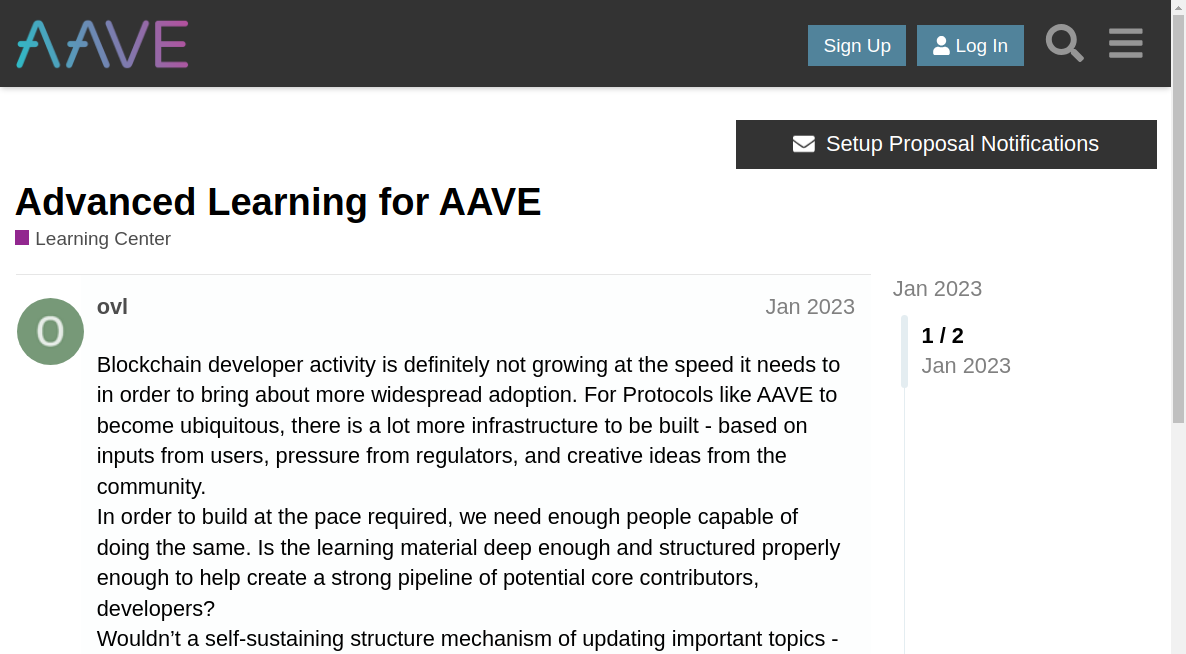 AAVE
Sign Up
Log In
Setup Proposal Notifications
Advanced Learning for AAVE
Learning Center
O
ovl
Jan 2023
Blockchain developer activity is definitely not growing at the speed it needs to
in order to bring about more widespread adoption. For Protocols like AAVE to
become ubiquitous, there is a lot more infrastructure to be built - based on
inputs from users, pressure from regulators, and creative ideas from the
community.
In order to build at the pace required, we need enough people capable of
doing the same. Is the learning material deep enough and structured properly
enough to help create a strong pipeline of potential core contributors,
developers?
Wouldn’t a self-sustaining structure mechanism of updating important topics -
Jan 2023
1 / 2
Jan 2023